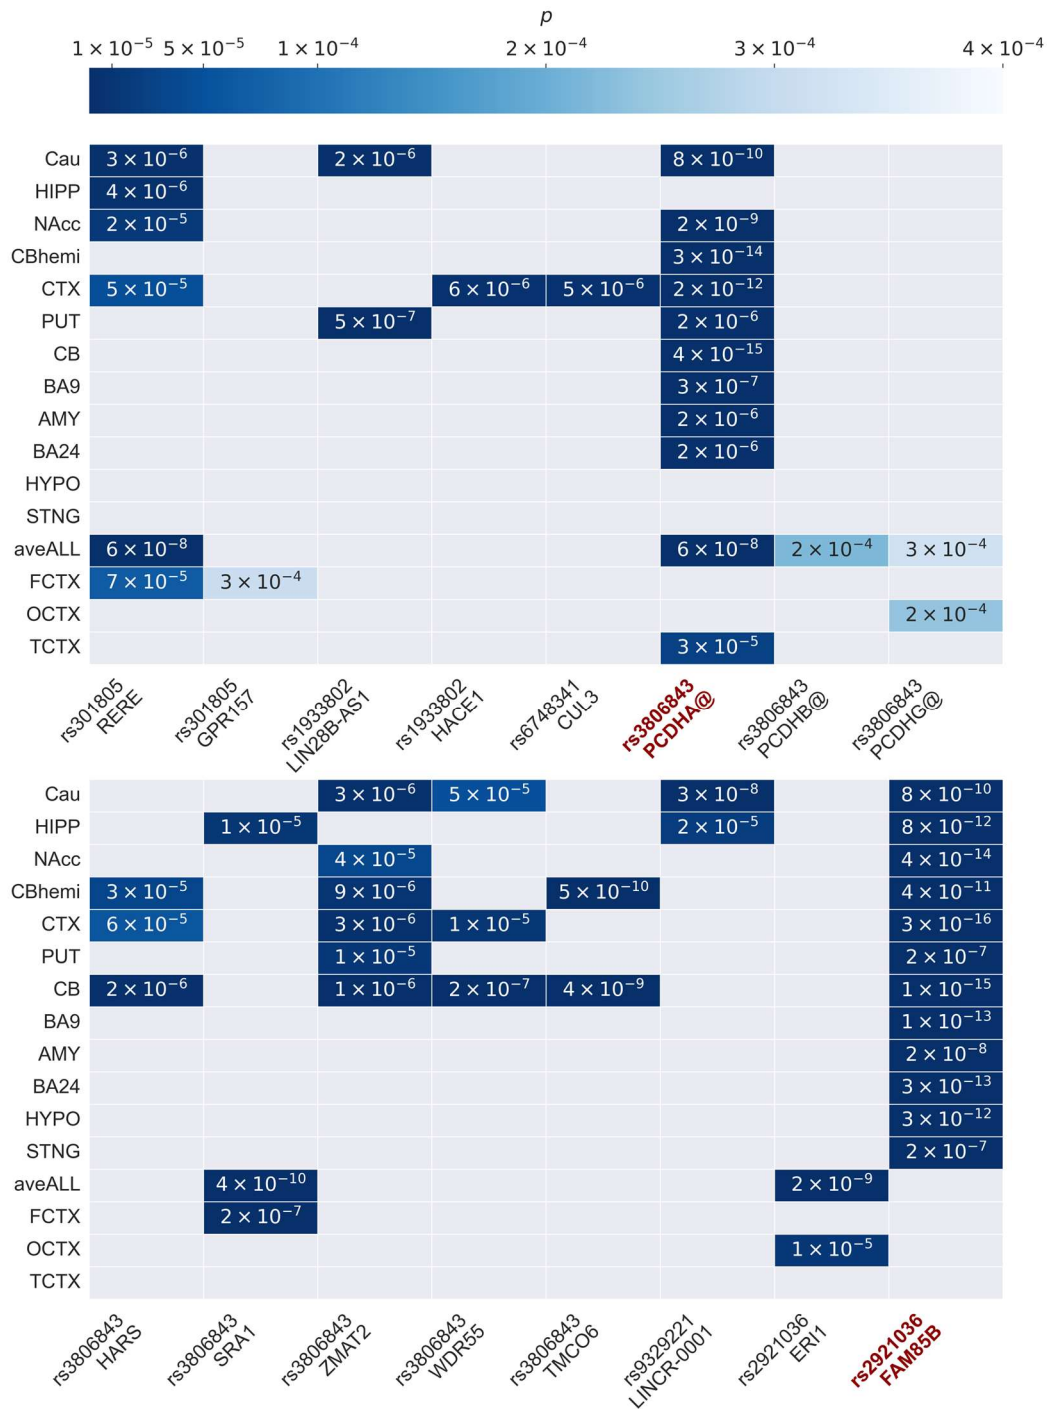 p
1 × 10⁻⁵ 5 × 10⁻⁵ 1 × 10⁻⁴ 2 × 10⁻⁴ 3 × 10⁻⁴ 4 × 10⁻⁴
Cau 3 × 10⁻⁶ 2 × 10⁻⁶ 8 × 10⁻¹⁰
HIPP 4 × 10⁻⁶
NAcc 2 × 10⁻⁵ 2 × 10⁻⁹
CBhemi 3 × 10⁻¹⁴
CTX 5 × 10⁻⁵ 6 × 10⁻⁶ 5 × 10⁻⁶ 2 × 10⁻¹²
PUT 5 × 10⁻⁷ 2 × 10⁻⁶
CB 4 × 10⁻¹⁵
BA9 3 × 10⁻⁷
AMY 2 × 10⁻⁶
BA24 2 × 10⁻⁶
HYPO
STNG
aveALL 6 × 10⁻⁸ 6 × 10⁻⁸ 2 × 10⁻⁴ 3 × 10⁻⁴
FCTX 7 × 10⁻⁵ 3 × 10⁻⁴
OCTX 2 × 10⁻⁴
TCTX 3 × 10⁻⁵
rs301805
RERE
rs301805
GPR157
rs1933802
LIN28B-AS1
rs1933802
HACE1
rs6748341
CUL3
rs3806843
PCDHA@
rs3806843
PCDHB@
rs3806843
PCDHG@
Cau 3 × 10⁻⁶ 5 × 10⁻⁵ 3 × 10⁻⁸ 8 × 10⁻¹⁰
HIPP 1 × 10⁻⁵ 2 × 10⁻⁵ 8 × 10⁻¹²
NAcc 4 × 10⁻⁵ 4 × 10⁻¹⁴
CBhemi 3 × 10⁻⁵ 9 × 10⁻⁶ 5 × 10⁻¹⁰ 4 × 10⁻¹¹
CTX 6 × 10⁻⁵ 3 × 10⁻⁶ 1 × 10⁻⁵ 3 × 10⁻¹⁶
PUT 1 × 10⁻⁵ 2 × 10⁻⁷
CB 2 × 10⁻⁶ 1 × 10⁻⁶ 2 × 10⁻⁷ 4 × 10⁻⁹ 1 × 10⁻¹⁵
BA9 1 × 10⁻¹³
AMY 2 × 10⁻⁸
BA24 3 × 10⁻¹³
HYPO 3 × 10⁻¹²
STNG 2 × 10⁻⁷
aveALL 4 × 10⁻¹⁰ 2 × 10⁻⁹
FCTX 2 × 10⁻⁷
OCTX 1 × 10⁻⁵
TCTX
rs3806843
HARS
rs3806843
SRA1
rs3806843
ZMAT2
rs3806843
WDR55
rs3806843
TMCO6
rs9329221
LINCR-0001
rs2921036
ERI1
rs2921036
FAM85B